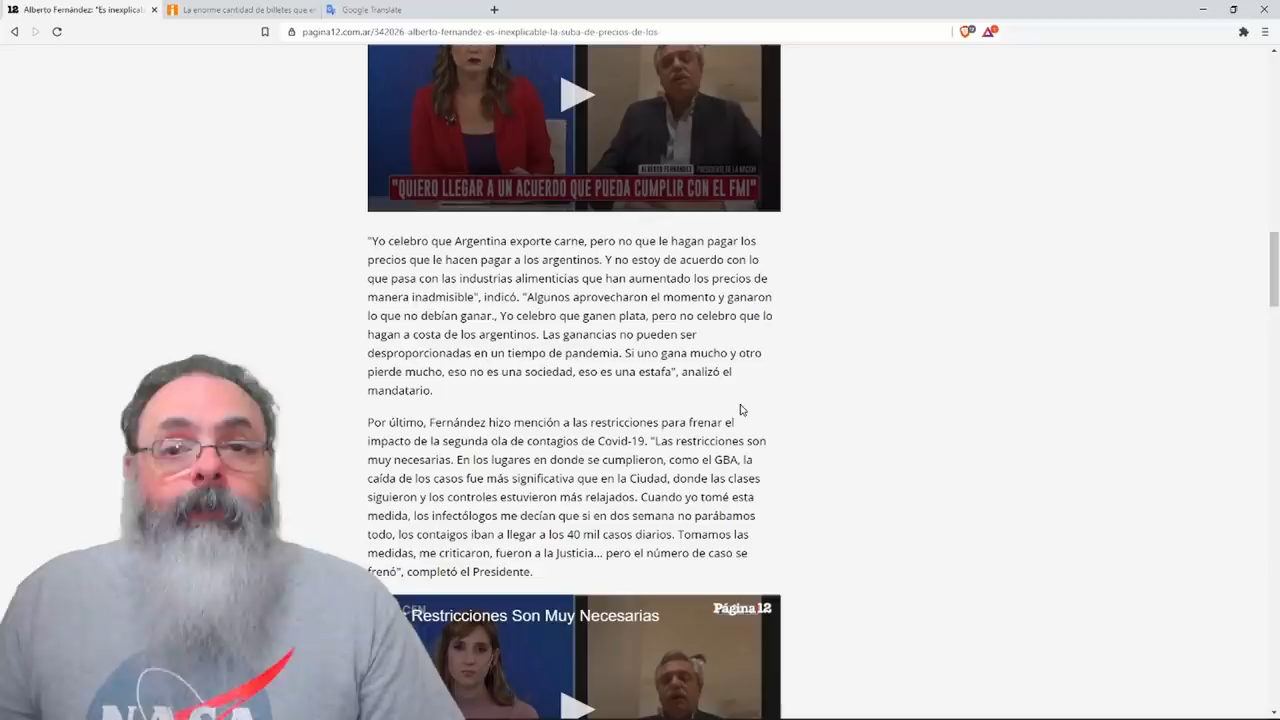 12 Alberto Fernández: "Es inexplicab
La enorme cantidad de billetes que e
Google Translate
pagina12.com.ar/342026-alberto-fernandez-es-inexplicable-la-suba-de-precios-de-los-
ALBERTO FERNÁNDEZ PRESIDENTE DE LA NACIÓN
"QUIERO LLEGAR A UN ACUERDO QUE PUEDA CUMPLIR CON EL FMI"
"Yo celebro que Argentina exporte carne, pero no que le hagan pagar los
precios que le hacen pagar a los argentinos. Y no estoy de acuerdo con lo
que pasa con las industrias alimenticias que han aumentado los precios de
manera inadmisible", indicó. "Algunos aprovecharon el momento y ganaron
lo que no debían ganar., Yo celebro que ganen plata, pero no celebro que lo
hagan a costa de los argentinos. Las ganancias no pueden ser
desproporcionadas en un tiempo de pandemia. Si uno gana mucho y otro
pierde mucho, eso no es una sociedad, eso es una estafa", analizó el
mandatario.
Por último, Fernández hizo mención a las restricciones para frenar el
impacto de la segunda ola de contagios de Covid-19. "Las restricciones son
muy necesarias. En los lugares en donde se cumplieron, como el GBA, la
caída de los casos fue más significativa que en la Ciudad, donde las clases
siguieron y los controles estuvieron más relajados. Cuando yo tomé esta
medida, los infectólogos me decían que si en dos semana no parábamos
todo, los contaigos iban a llegar a los 40 mil casos diarios. Tomamos las
medidas, me criticaron, fueron a la Justicia... pero el número de caso se
frenó", completó el Presidente.
Restricciones Son Muy Necesarias
Página 12
NASA